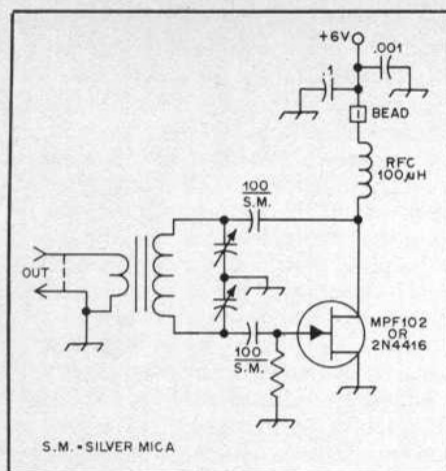 +6V
.001
.1
BEAD
RFC
100µH
100
S.M.
OUT
100
S.M.
MPF102
OR
2N4416
S.M. = SILVER MICA